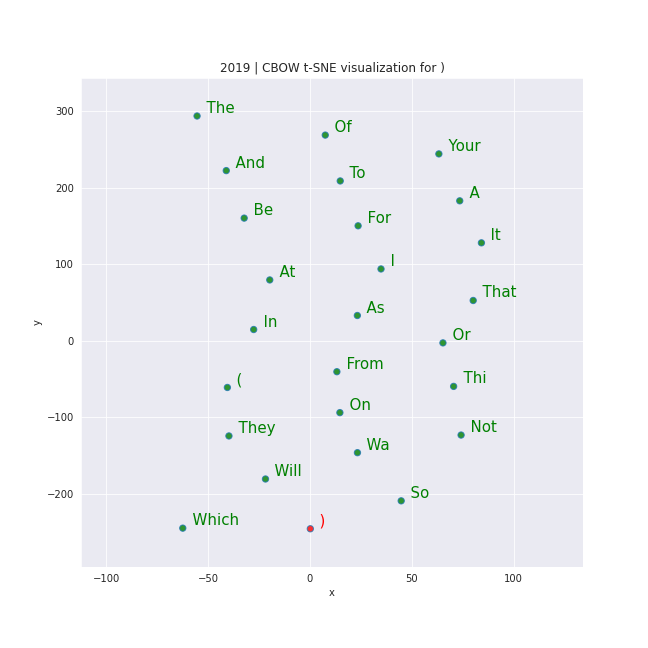 2019 | CBOW t-SNE visualization for )
300
200
100
0
−100
−200
y
The
Of
Your
And
To
A
Be
For
It
At
I
That
In
As
Or
(
From
Thi
On
They
Wa
Not
Will
So
Which
)
−100
−50
0
50
100
x